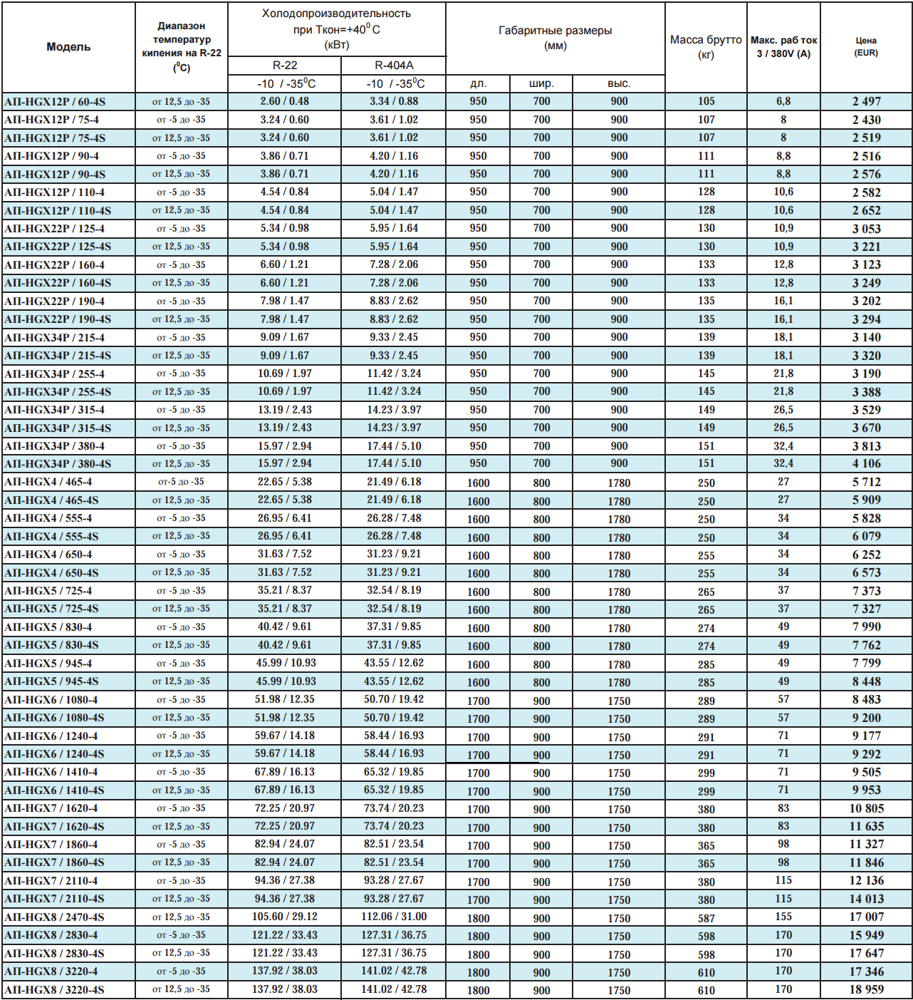 Модель
Диапазон
температур
кипения на R-22
(⁰C)
Холодопроизводительность
при Ткон=+40⁰ С
(кВт)
Габаритные размеры
(мм)
Масса брутто
(кг)
Макс. раб ток
3 / 380V (A)
Цена
(EUR)
R-22 R-404A
-10 / -35⁰C -10 / -35⁰C дл. шир. выс.
АП-HGX12P / 60-4S от 12,5 до -35 2.60 / 0.48 3.34 / 0.88 950 700 900 105 6,8 2 497
АП-HGX12P / 75-4 от -5 до -35 3.24 / 0.60 3.61 / 1.02 950 700 900 107 8 2 430
АП-HGX12P / 75-4S от 12,5 до -35 3.24 / 0.60 3.61 / 1.02 950 700 900 107 8 2 519
АП-HGX12P / 90-4 от -5 до -35 3.86 / 0.71 4.20 / 1.16 950 700 900 111 8,8 2 516
АП-HGX12P / 90-4S от 12,5 до -35 3.86 / 0.71 4.20 / 1.16 950 700 900 111 8,8 2 576
АП-HGX12P / 110-4 от -5 до -35 4.54 / 0.84 5.04 / 1.47 950 700 900 128 10,6 2 582
АП-HGX12P / 110-4S от 12,5 до -35 4.54 / 0.84 5.04 / 1.47 950 700 900 128 10,6 2 652
АП-HGX22P / 125-4 от -5 до -35 5.34 / 0.98 5.95 / 1.64 950 700 900 130 10,9 3 053
АП-HGX22P / 125-4S от 12,5 до -35 5.34 / 0.98 5.95 / 1.64 950 700 900 130 10,9 3 221
АП-HGX22P / 160-4 от -5 до -35 6.60 / 1.21 7.28 / 2.06 950 700 900 133 12,8 3 123
АП-HGX22P / 160-4S от 12,5 до -35 6.60 / 1.21 7.28 / 2.06 950 700 900 133 12,8 3 249
АП-HGX22P / 190-4 от -5 до -35 7.98 / 1.47 8.83 / 2.62 950 700 900 135 16,1 3 202
АП-HGX22P / 190-4S от 12,5 до -35 7.98 / 1.47 8.83 / 2.62 950 700 900 135 16,1 3 294
АП-HGX34P / 215-4 от -5 до -35 9.09 / 1.67 9.33 / 2.45 950 700 900 139 18,1 3 140
АП-HGX34P / 215-4S от 12,5 до -35 9.09 / 1.67 9.33 / 2.45 950 700 900 139 18,1 3 320
АП-HGX34P / 255-4 от -5 до -35 10.69 / 1.97 11.42 / 3.24 950 700 900 145 21,8 3 190
АП-HGX34P / 255-4S от 12,5 до -35 10.69 / 1.97 11.42 / 3.24 950 700 900 145 21,8 3 388
АП-HGX34P / 315-4 от -5 до -35 13.19 / 2.43 14.23 / 3.97 950 700 900 149 26,5 3 529
АП-HGX34P / 315-4S от 12,5 до -35 13.19 / 2.43 14.23 / 3.97 950 700 900 149 26,5 3 670
АП-HGX34P / 380-4 от -5 до -35 15.97 / 2.94 17.44 / 5.10 950 700 900 151 32,4 3 813
АП-HGX34P / 380-4S от 12,5 до -35 15.97 / 2.94 17.44 / 5.10 950 700 900 151 32,4 4 106
АП-HGX4 / 465-4 от-5 до -35 22.65 / 5.38 21.49 / 6.18 1600 800 1780 250 27 5 712
АП-HGX4 / 465-4S от 12,5 до -35 22.65 / 5.38 21.49 / 6.18 1600 800 1780 250 27 5 909
АП-HGX4 / 555-4 от -5 до -35 26.95 / 6.41 26.28 / 7.48 1600 800 1780 250 34 5 828
АП-HGX4 / 555-4S от 12,5 до -35 26.95 / 6.41 26.28 / 7.48 1600 800 1780 250 34 6 079
АП-HGX4 / 650-4 от -5 до -35 31.63 / 7.52 31.23 / 9.21 1600 800 1780 255 34 6 252
АП-HGX4 / 650-4S от 12,5 до -35 31.63 / 7.52 31.23 / 9.21 1600 800 1780 255 34 6 573
АП-HGX5 / 725-4 от -5 до -35 35.21 / 8.37 32.54 / 8.19 1600 800 1780 265 37 7 373
АП-HGX5 / 725-4S от 12,5 до -35 35.21 / 8.37 32.54 / 8.19 1600 800 1780 265 37 7 327
АП-HGX5 / 830-4 от -5 до -35 40.42 / 9.61 37.31 / 9.85 1600 800 1780 274 49 7 990
АП-HGX5 / 830-4S от 12,5 до -35 40.42 / 9.61 37.31 / 9.85 1600 800 1780 274 49 7 762
АП-HGX5 / 945-4 от -5 до -35 45.99 / 10.93 43.55 / 12.62 1600 800 1780 285 49 7 799
АП-HGX5 / 945-4S от 12,5 до -35 45.99 / 10.93 43.55 / 12.62 1600 800 1780 285 49 8 448
АП-HGX6 / 1080-4 от -5 до -35 51.98 / 12.35 50.70 / 19.42 1700 900 1750 289 57 8 483
АП-HGX6 / 1080-4S от 12,5 до -35 51.98 / 12.35 50.70 / 19.42 1700 900 1750 289 57 9 200
АП-HGX6 / 1240-4 от -5 до -35 59.67 / 14.18 58.44 / 16.93 1700 900 1750 291 71 9 177
АП-HGX6 / 1240-4S от 12,5 до -35 59.67 / 14.18 58.44 / 16.93 1700 900 1750 291 71 9 292
АП-HGX6 / 1410-4 от -5 до -35 67.89 / 16.13 65.32 / 19.85 1700 900 1750 299 71 9 505
АП-HGX6 / 1410-4S от 12,5 до -35 67.89 / 16.13 65.32 / 19.85 1700 900 1750 299 71 9 953
АП-HGX7 / 1620-4 от -5 до -35 72.25 / 20.97 73.74 / 20.23 1700 900 1750 380 83 10 805
АП-HGX7 / 1620-4S от 12,5 до -35 72.25 / 20.97 73.74 / 20.23 1700 900 1750 380 83 11 635
АП-HGX7 / 1860-4 от -5 до -35 82.94 / 24.07 82.51 / 23.54 1700 900 1750 365 98 11 327
АП-HGX7 / 1860-4S от 12,5 до -35 82.94 / 24.07 82.51 / 23.54 1700 900 1750 365 98 11 846
АП-HGX7 / 2110-4 от -5 до -35 94.36 / 27.38 93.28 / 27.67 1700 900 1750 380 115 12 136
АП-HGX7 / 2110-4S от 12,5 до -35 94.36 / 27.38 93.28 / 27.67 1700 900 1750 380 115 14 013
АП-HGX8 / 2470-4S от 12,5 до -35 105.60 / 29.12 112.06 / 31.00 1800 900 1750 587 155 17 007
АП-HGX8 / 2830-4 от -5 до -35 121.22 / 33.43 127.31 / 36.75 1800 900 1750 598 170 15 949
АП-HGX8 / 2830-4S от 12,5 до -35 121.22 / 33.43 127.31 / 36.75 1800 900 1750 598 170 17 647
АП-HGX8 / 3220-4 от -5 до -35 137.92 / 38.03 141.02 / 42.78 1800 900 1750 610 170 17 346
АП-HGX8 / 3220-4S от 12,5 до -35 137.92 / 38.03 141.02 / 42.78 1800 900 1750 610 170 18 959